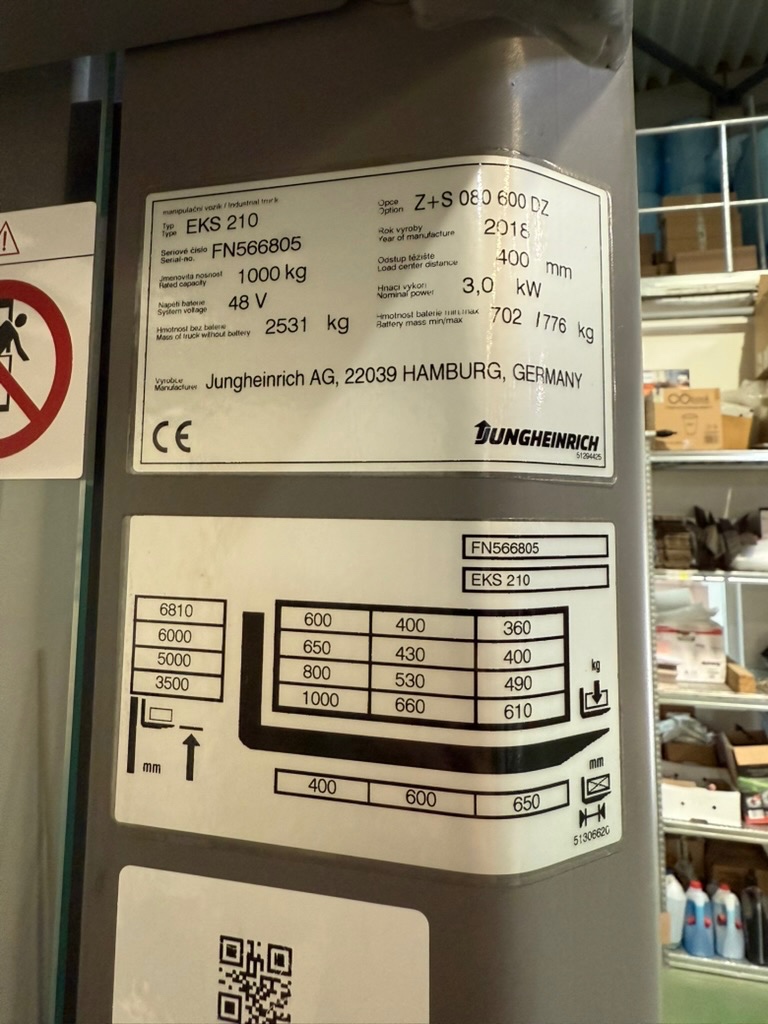 manipulační vozík / Industrial truck
Typ
Type EKS 210
Opce
Option Z+S 080 600 DZ
Seriové číslo
Serial-no. FN566805
Rok vyroby
Year of manufacture 2018
Jmenovita nosnost
Rated capacity 1000 kg
Odstup těžiště
Load center distance 400 mm
Napětí baterie
System voltage 48 V
Hnací vykon
Nominal power 3,0 kW
Hmotnost bez baterie
Mass of truck without battery 2531 kg
Hmotnost baterie min/max
Battery mass min/max 702 / 776 kg
Vyrobce
Manufacturer Jungheinrich AG, 22039 HAMBURG, GERMANY
CE
JUNGHEINRICH
51294425
FN566805
EKS 210
6810 600 400 360
6000 650 430 400
5000 800 530 490
3500 1000 660 610
kg
mm
mm
400 600 650
51306620